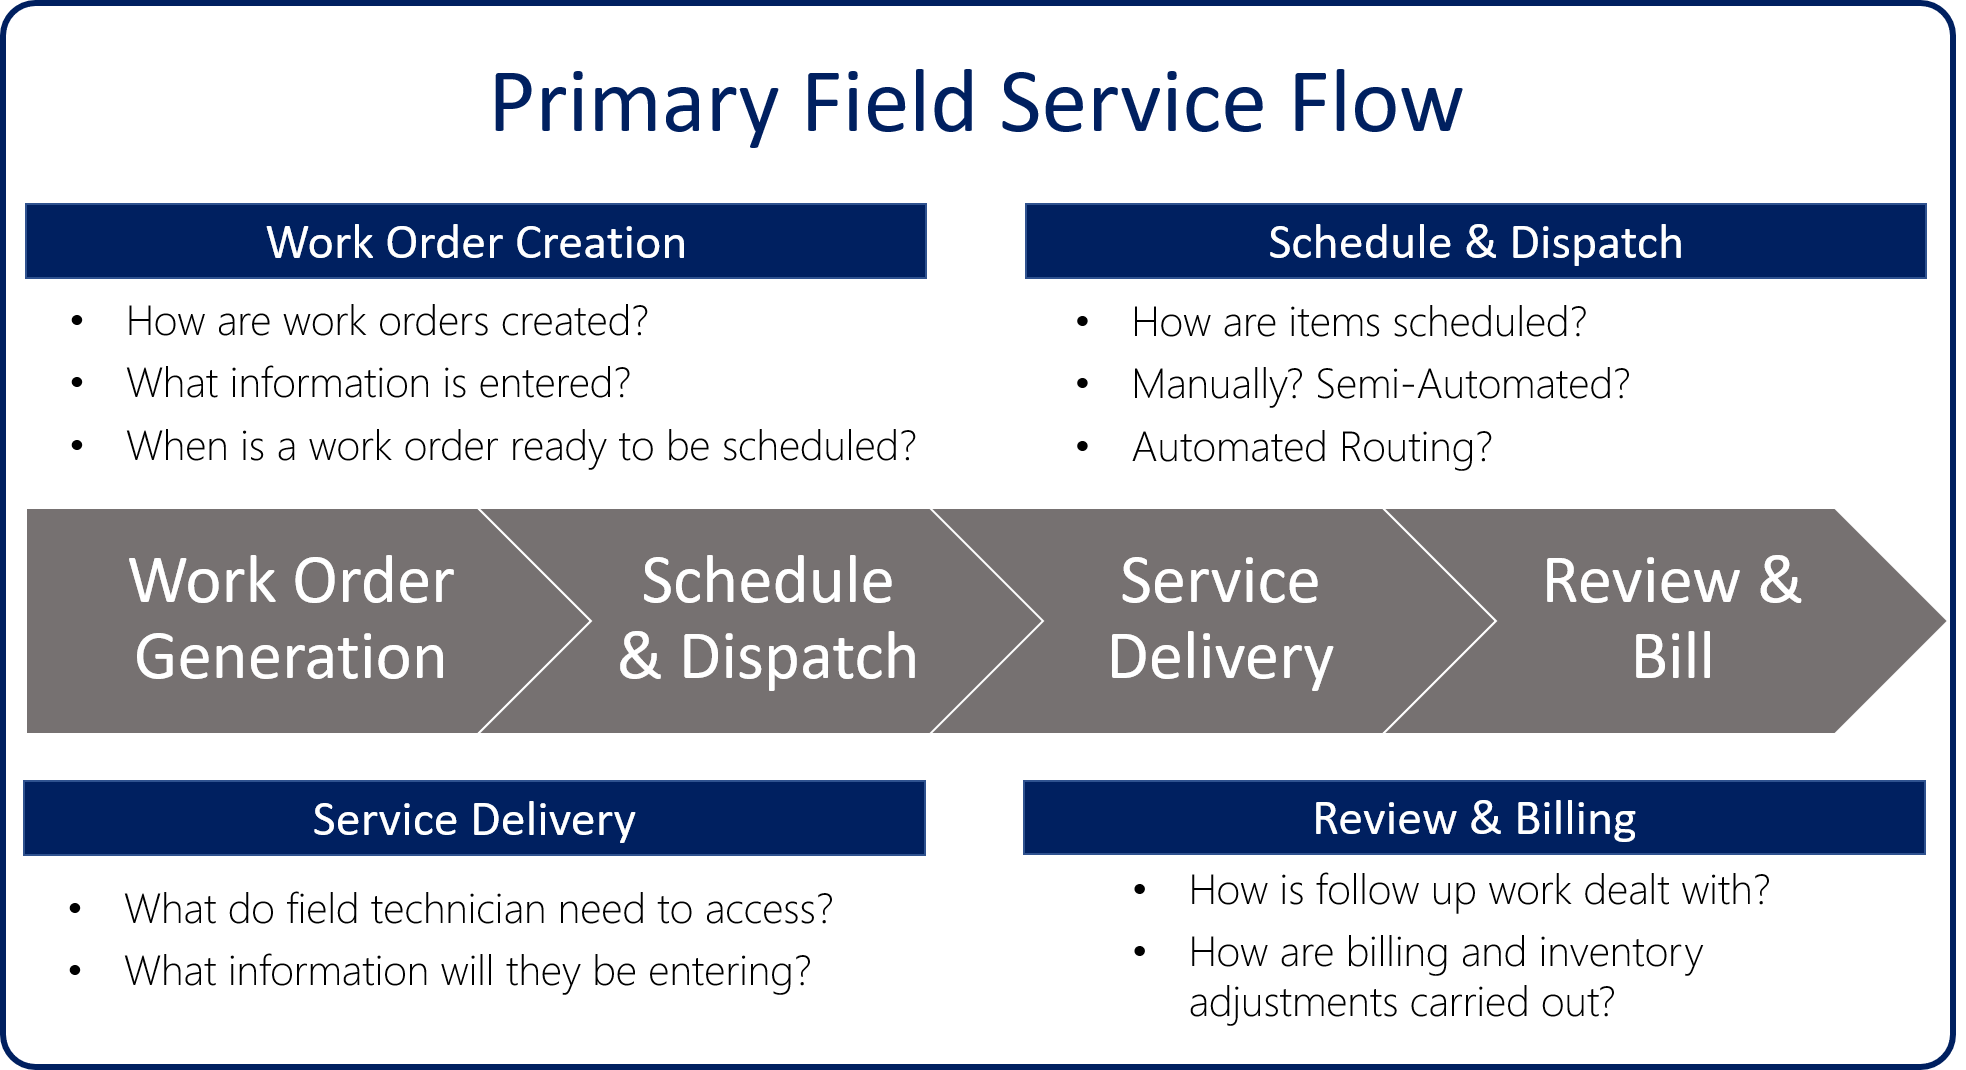 Primary Field Service Flow
Work Order Creation
• How are work orders created?
• What information is entered?
• When is a work order ready to be scheduled?
Schedule & Dispatch
• How are items scheduled?
• Manually? Semi-Automated?
• Automated Routing?
Work Order
Generation
Schedule
& Dispatch
Service
Delivery
Review &
Bill
Service Delivery
• What do field technician need to access?
• What information will they be entering?
Review & Billing
• How is follow up work dealt with?
• How are billing and inventory
adjustments carried out?